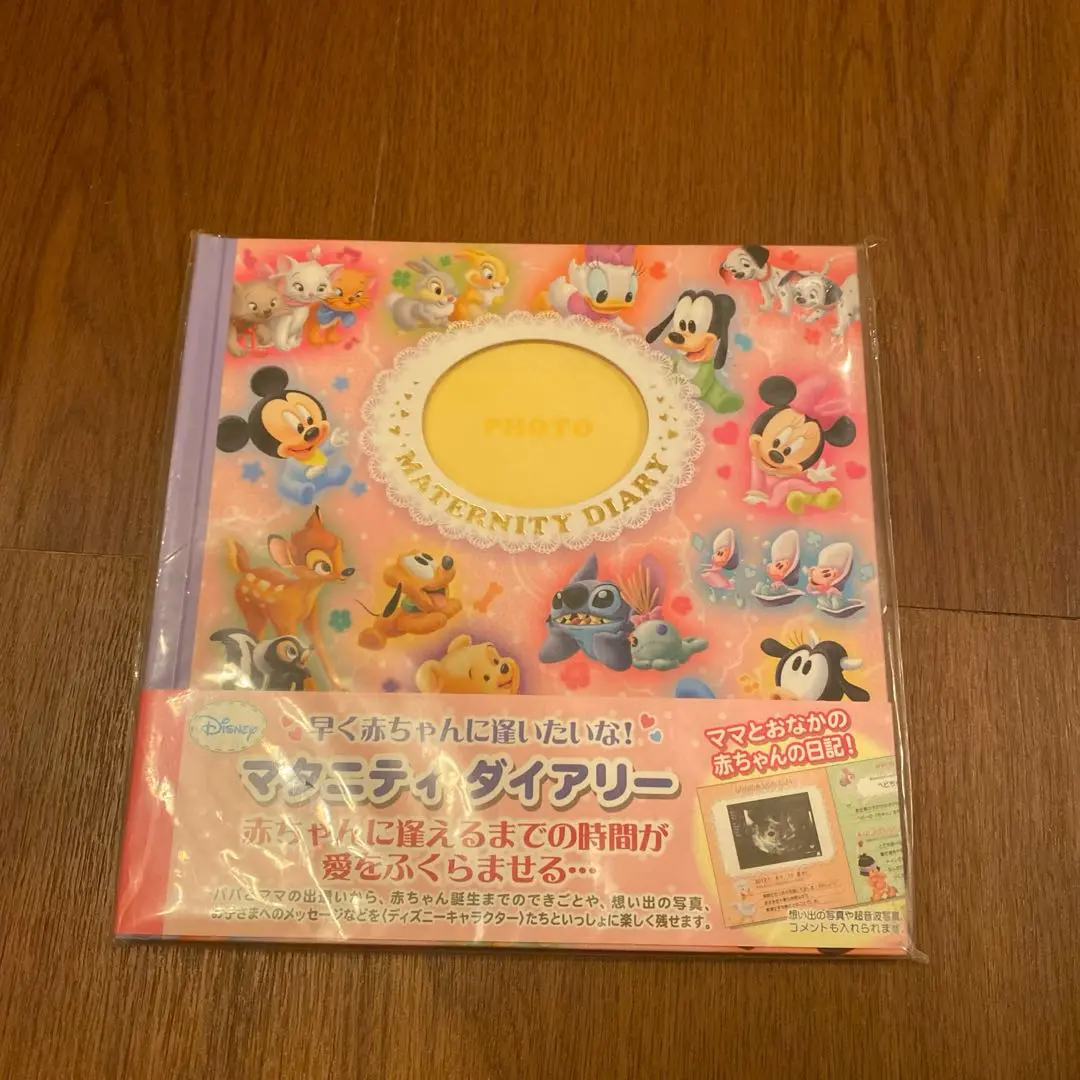 PHOTO
MATERNITY DIARY
Disney
早く赤ちゃんに逢いたいな!
マタニティ ダイアリー
赤ちゃんに逢えるまでの時間が
愛をふくらませる…
パパとママの出逢いから、赤ちゃん誕生までのできごとや、想い出の写真、
お子さまへのメッセージなどを〈ディズニーキャラクター〉たちといっしょに楽しく残せます。
ママとおなかの
赤ちゃんの日記!
想い出の写真や超音波写真
コメントも入れられます